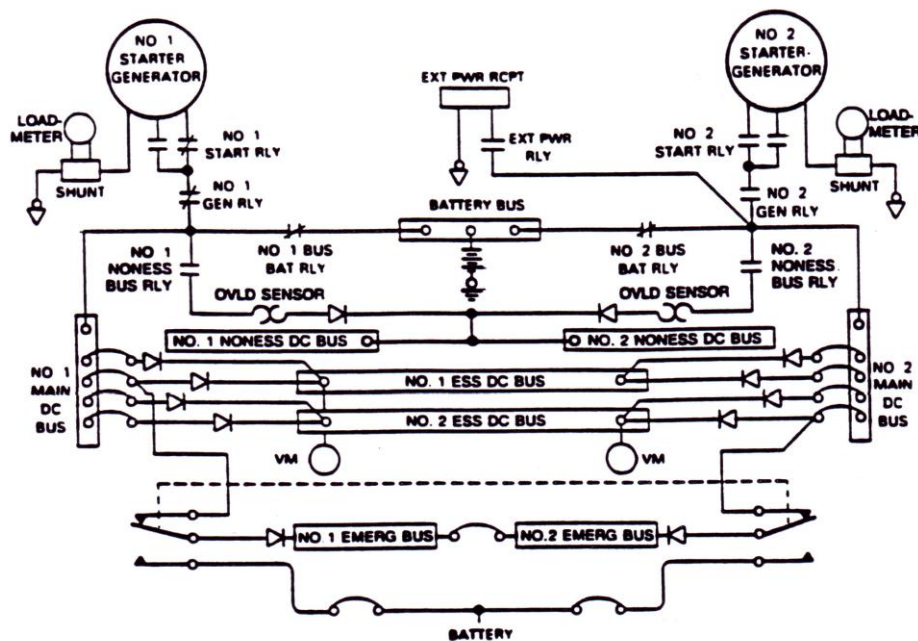 NO 1
STARTER
GENERATOR
NO 2
STARTER-
GENERATOR
EXT PWR RCPT
LOAD-
METER
LOAD-
METER
NO 1
START RLY
EXT PWR
RLY
NO 2
START RLY
SHUNT
SHUNT
NO 1
GEN RLY
NO 2
GEN RLY
BATTERY BUS
NO 1
NONESS
BUS RLY
NO 1 BUS
BAT RLY
NO 2 BUS
BAT RLY
NO. 2
NONESS
BUS RLY
OVLD SENSOR
OVLD SENSOR
NO. 1 NONESS DC BUS
NO. 2 NONESS DC BUS
NO 1
MAIN
DC
BUS
NO. 1 ESS DC BUS
NO. 2 ESS DC BUS
NO 2
MAIN
DC
BUS
VM
VM
NO.1 EMERG BUS
NO.2 EMERG BUS
BATTERY